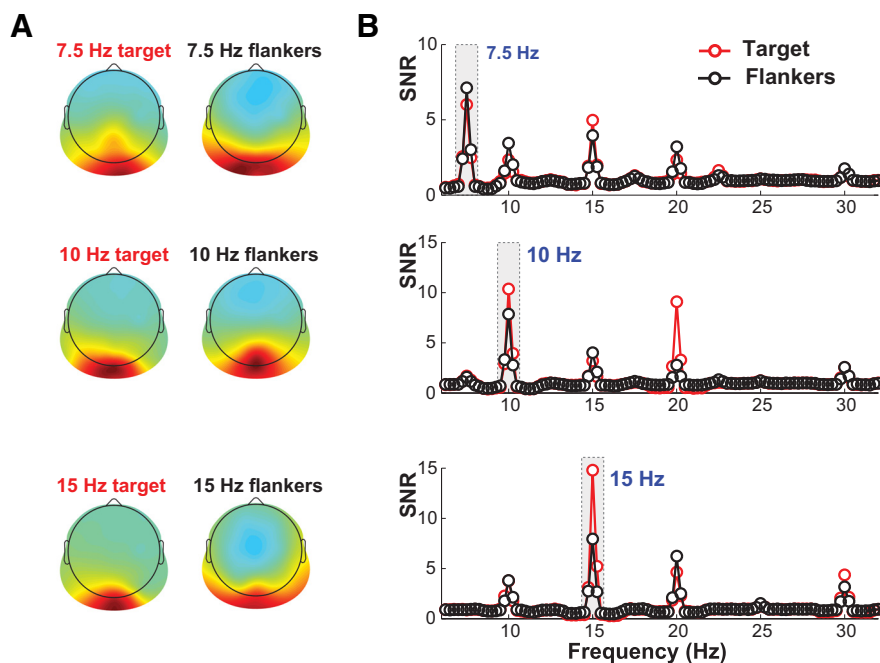 A
7.5 Hz target 7.5 Hz flankers
10 Hz target 10 Hz flankers
15 Hz target 15 Hz flankers
B
10
5
0
SNR
7.5 Hz
Target
Flankers
10 15 20 25 30
15
10
5
0
SNR
10 Hz
10 15 20 25 30
15
10
5
0
SNR
15 Hz
10 15 20 25 30
Frequency (Hz)